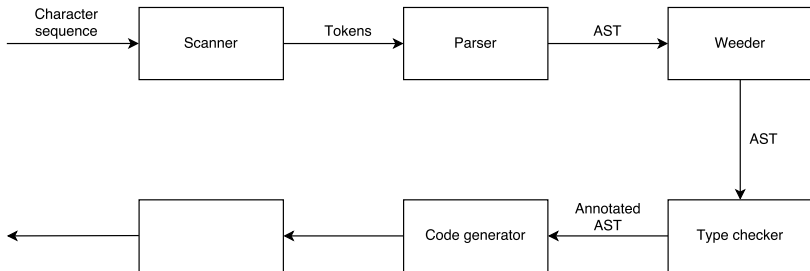 Character
sequence
Scanner
Tokens
Parser
AST
Weeder
AST
Code generator
Annotated
AST
Type checker